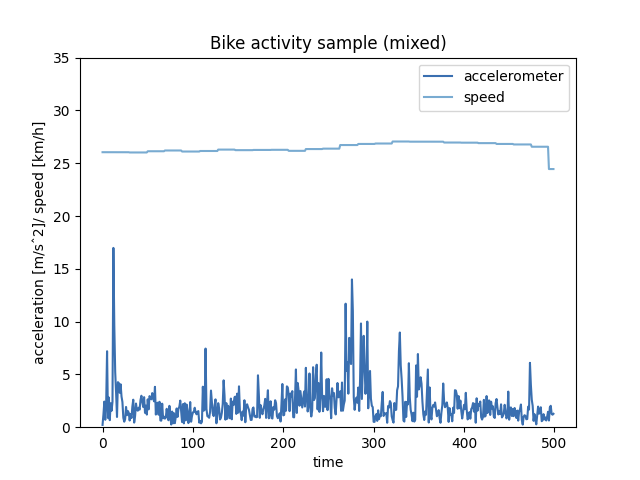 Bike activity sample (mixed)
accelerometer
speed
acceleration [m/sˆ2]/ speed [km/h]
35
30
25
20
15
10
5
0
0 100 200 300 400 500
time